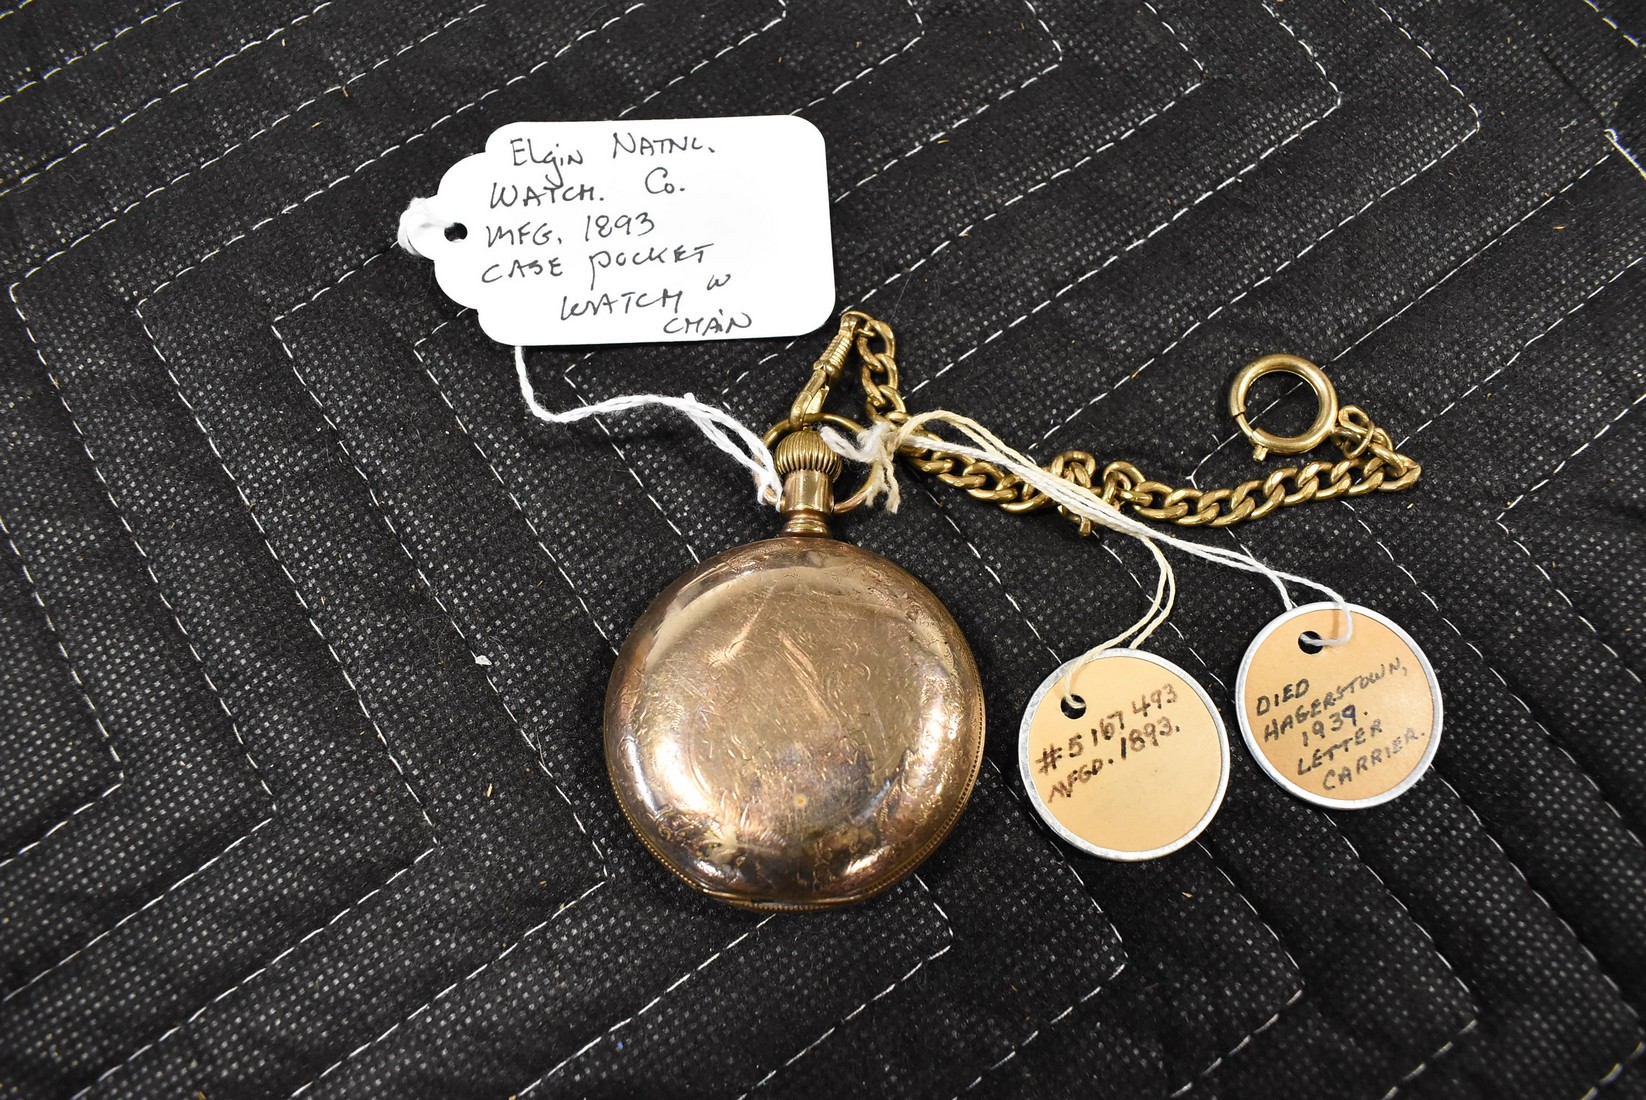 Elgin NATNL.
WATCH. Co.
MFG. 1893
CASE POCKET
WATCH W
CHAIN
#5167493
MFGD. 1893.
DIED
HAGERSTOWN,
1939.
LETTER
CARRIER.